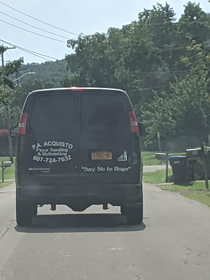 P.A. ACQUISTO
Floor Sanding
& Refinishing
607-724-7632
"Say No to Rugs"